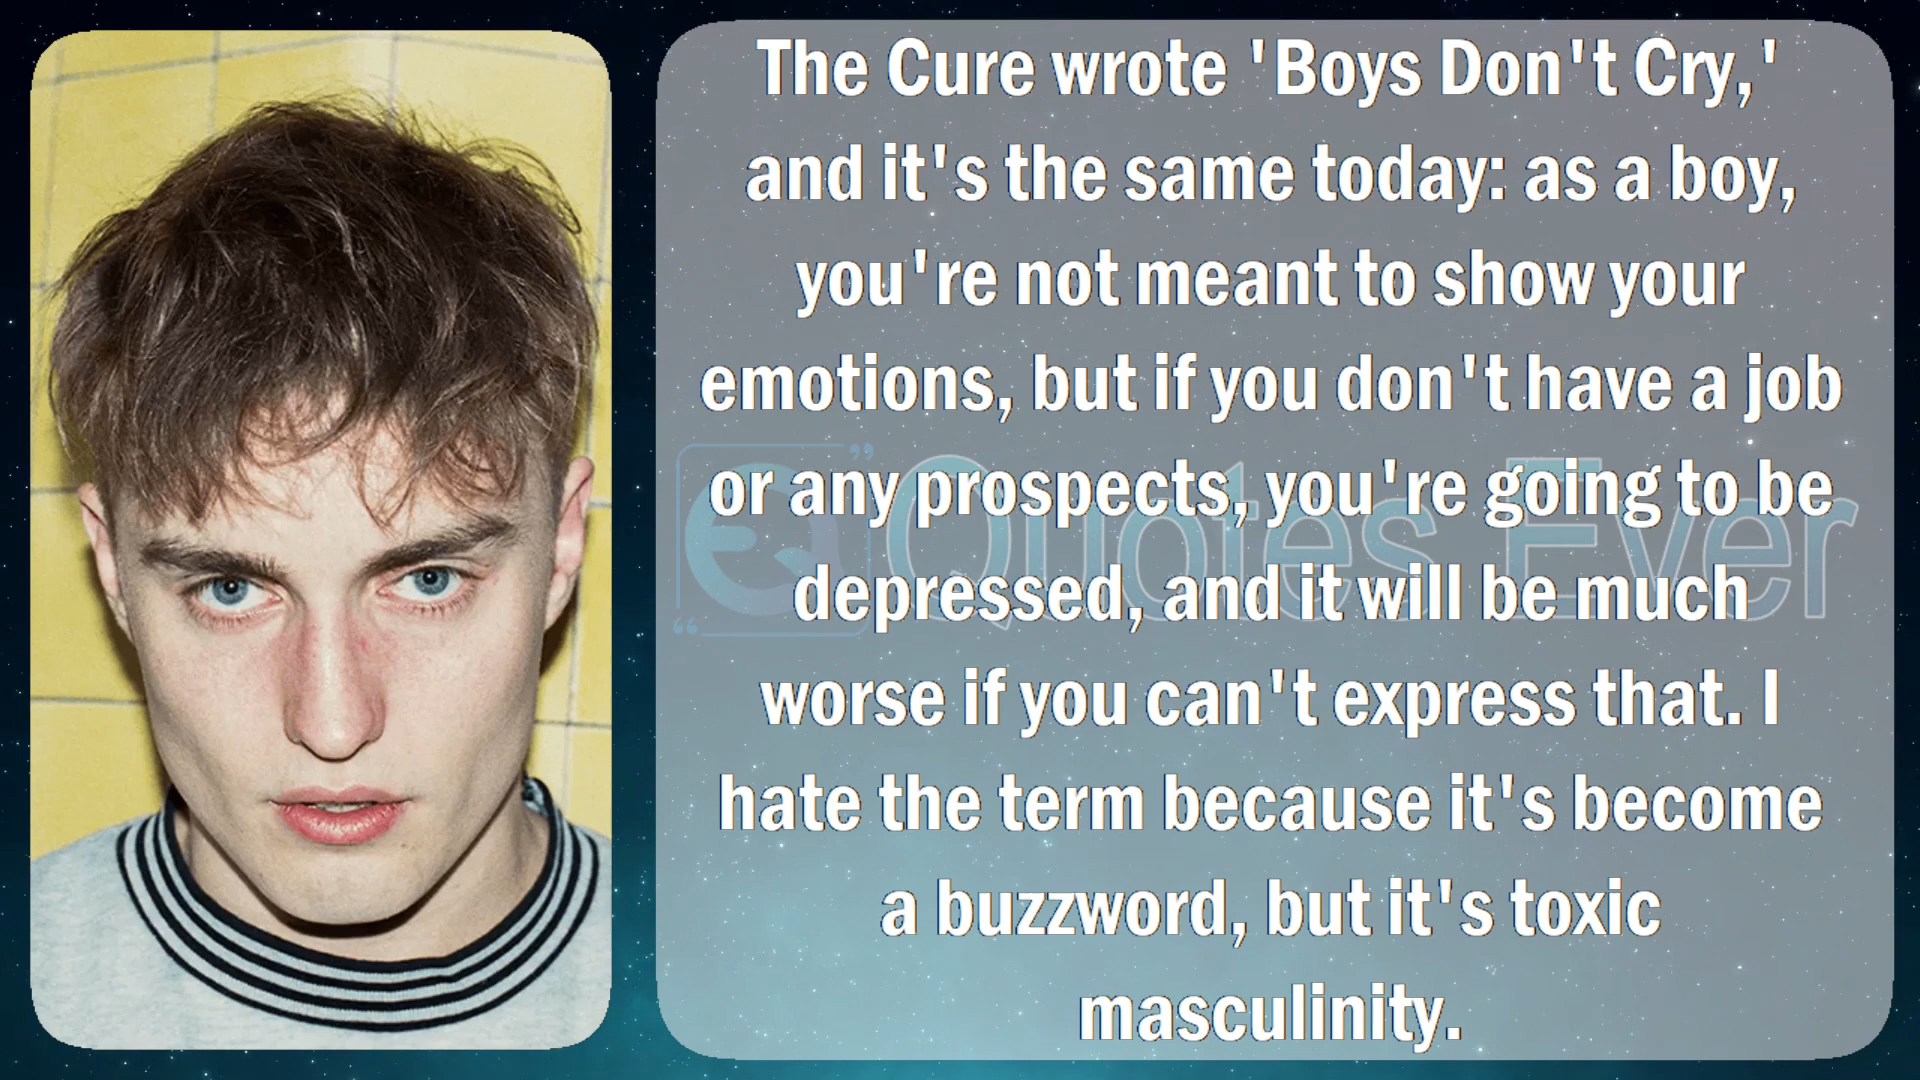 The Cure wrote 'Boys Don't Cry,'
and it's the same today: as a boy,
you're not meant to show your
emotions, but if you don't have a job
or any prospects, you're going to be
Quotes Ever
depressed, and it will be much
worse if you can't express that. I
hate the term because it's become
a buzzword, but it's toxic
masculinity.